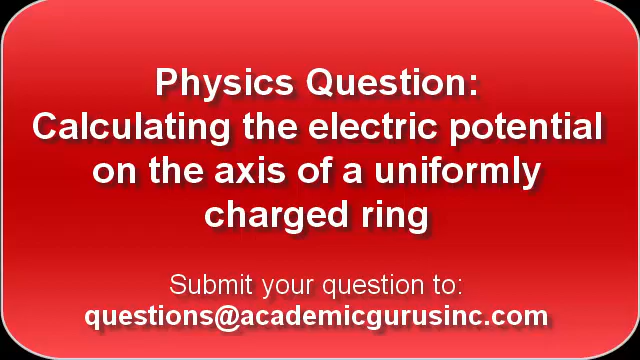 Physics Question:
Calculating the electric potential
on the axis of a uniformly
charged ring
Submit your question to:
questions@academicgurusinc.com